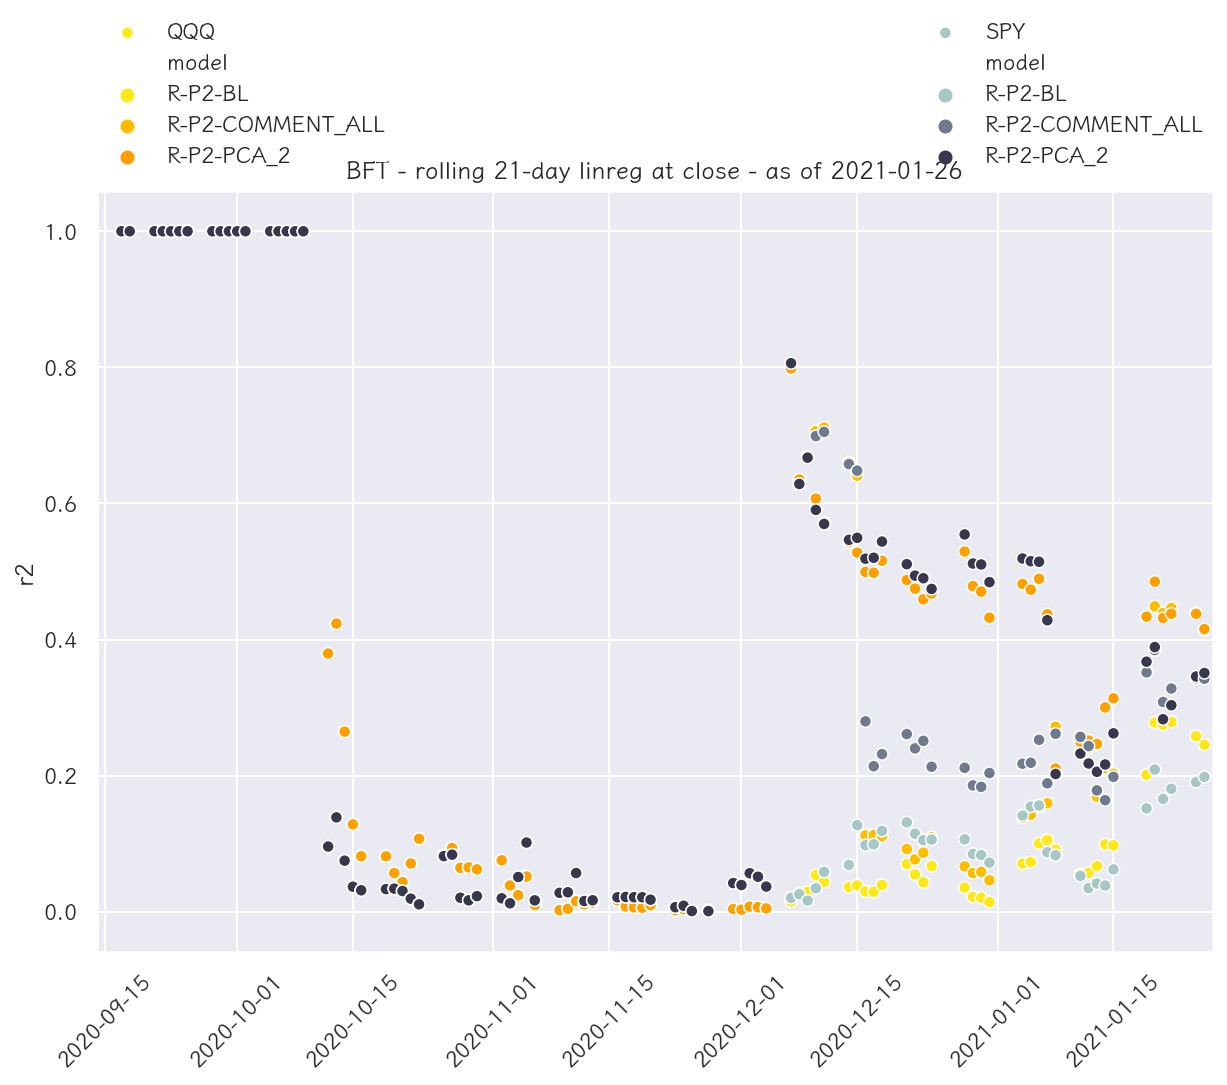 QQQ
model
R-P2-BL
R-P2-COMMENT_ALL
R-P2-PCA_2
SPY
model
R-P2-BL
R-P2-COMMENT_ALL
R-P2-PCA_2
BFT - rolling 21-day linreg at close - as of 2021-01-26
1.0
0.8
0.6
0.4
0.2
0.0
r2
2020-09-15
2020-10-01
2020-10-15
2020-11-01
2020-11-15
2020-12-01
2020-12-15
2021-01-01
2021-01-15